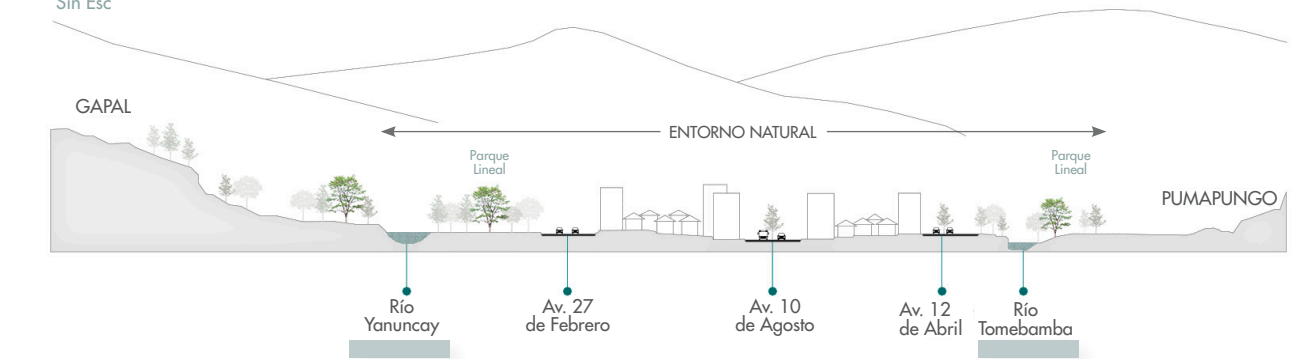 Sin Esc
GAPAL
ENTORNO NATURAL
Parque
Lineal
Parque
Lineal
PUMAPUNGO
Río
Yanuncay
Av. 27
de Febrero
Av. 10
de Agosto
Av. 12
de Abril
Río
Tomebamba